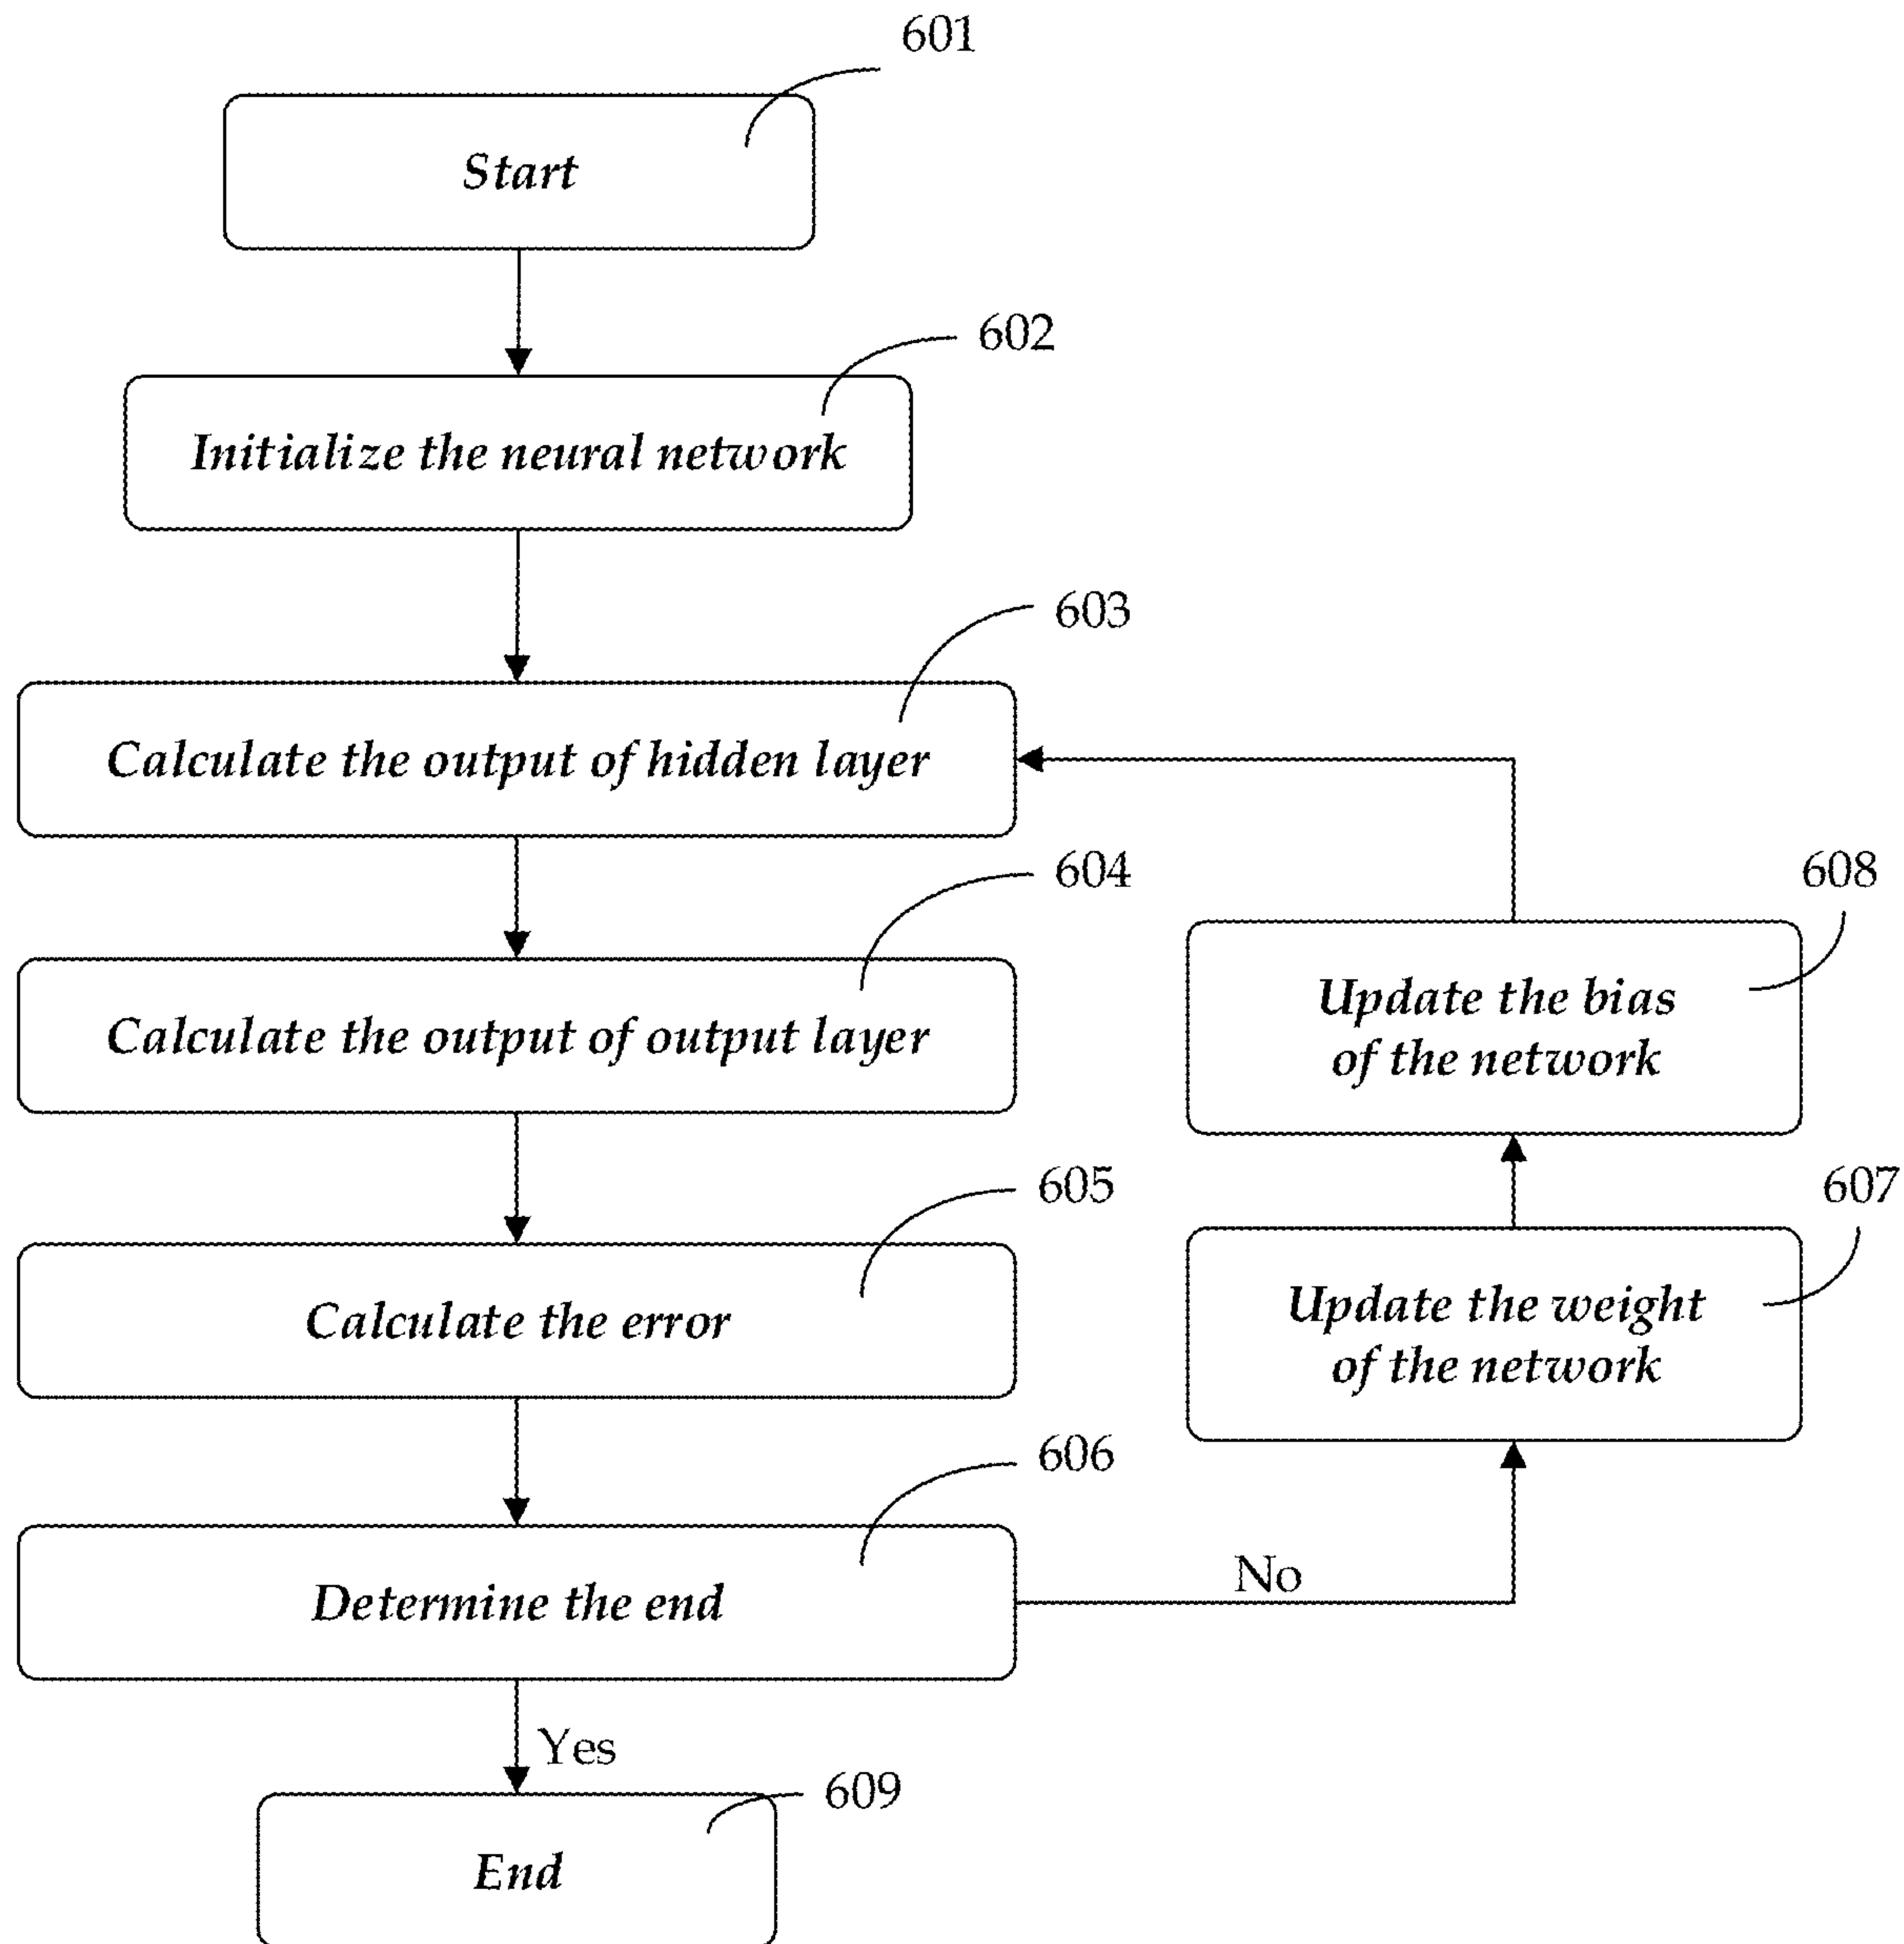 601
Start
602
Initialize the neural network
603
Calculate the output of hidden layer
604
Calculate the output of output layer
608
Update the bias
of the network
605
Calculate the error
607
Update the weight
of the network
606
Determine the end
No
Yes
609
End